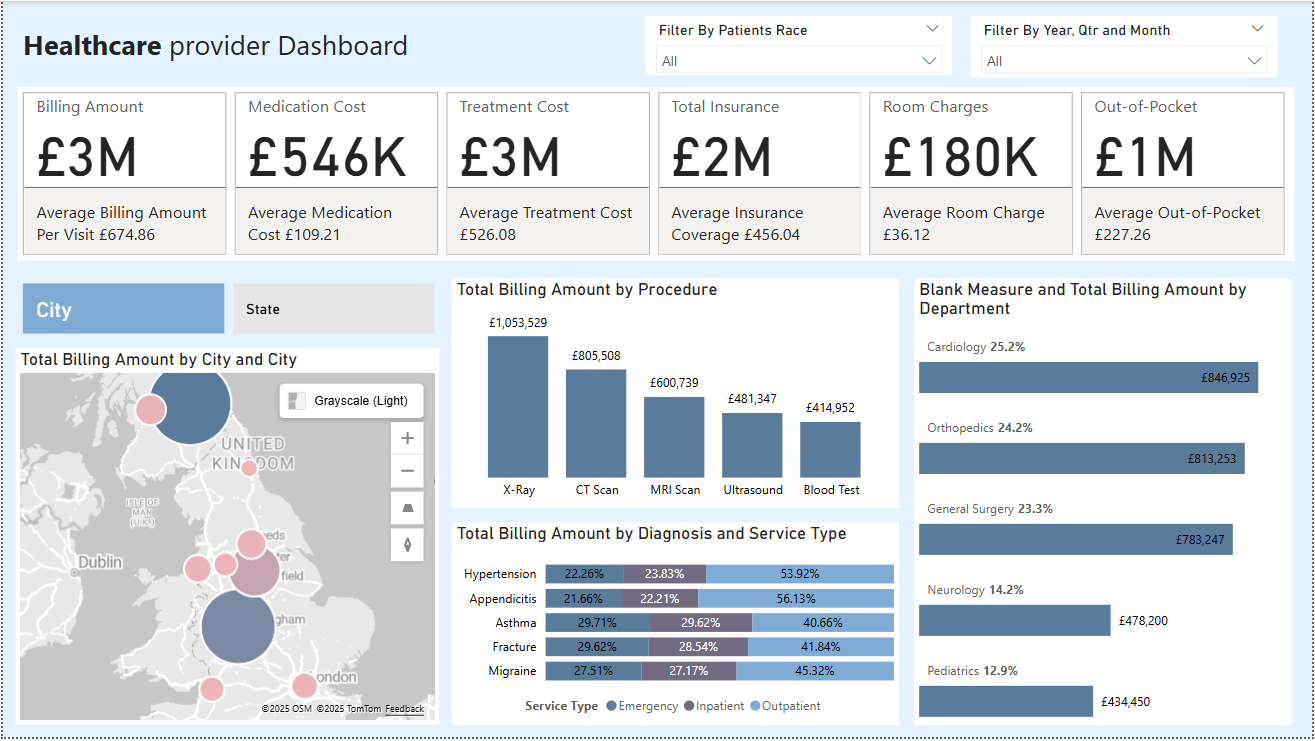 Healthcare provider Dashboard
Filter By Patients Race
All
Filter By Year, Qtr and Month
All
Billing Amount
£3M
Average Billing Amount
Per Visit £674.86
Medication Cost
£546K
Average Medication
Cost £109.21
Treatment Cost
£3M
Average Treatment Cost
£526.08
Total Insurance
£2M
Average Insurance
Coverage £456.04
Room Charges
£180K
Average Room Charge
£36.12
Out-of-Pocket
£1M
Average Out-of-Pocket
£227.26
City
State
Total Billing Amount by City and City
Grayscale (Light)
UNITED
KINGDOM
ISLE OF
MAN
(U.K.)
Dublin
eds
ter
field
gham
ondon
©2025 OSM ©2025 TomTom Feedback
Total Billing Amount by Procedure
£1,053,529
£805,508
£600,739
£481,347
£414,952
X-Ray
CT Scan
MRI Scan
Ultrasound
Blood Test
Total Billing Amount by Diagnosis and Service Type
Hypertension 22.26% 23.83% 53.92%
Appendicitis 21.66% 22.21% 56.13%
Asthma 29.71% 29.62% 40.66%
Fracture 29.62% 28.54% 41.84%
Migraine 27.51% 27.17% 45.32%
Service Type Emergency Inpatient Outpatient
Blank Measure and Total Billing Amount by
Department
Cardiology 25.2%
£846,925
Orthopedics 24.2%
£813,253
General Surgery 23.3%
£783,247
Neurology 14.2%
£478,200
Pediatrics 12.9%
£434,450